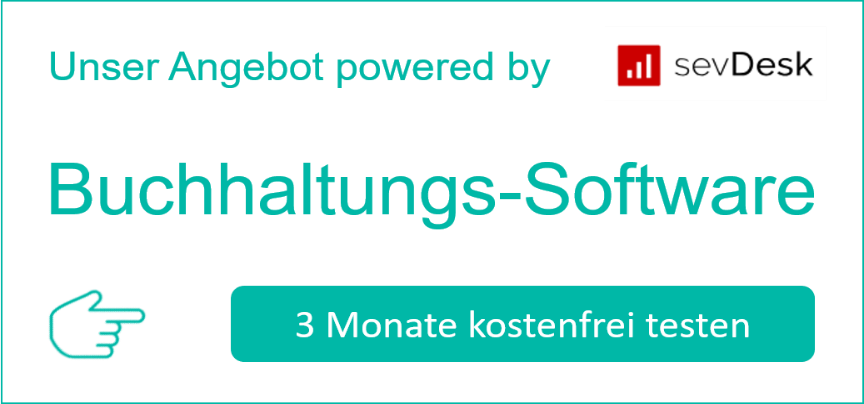 Unser Angebot powered by sevDesk
Buchhaltungs-Software
3 Monate kostenfrei testen